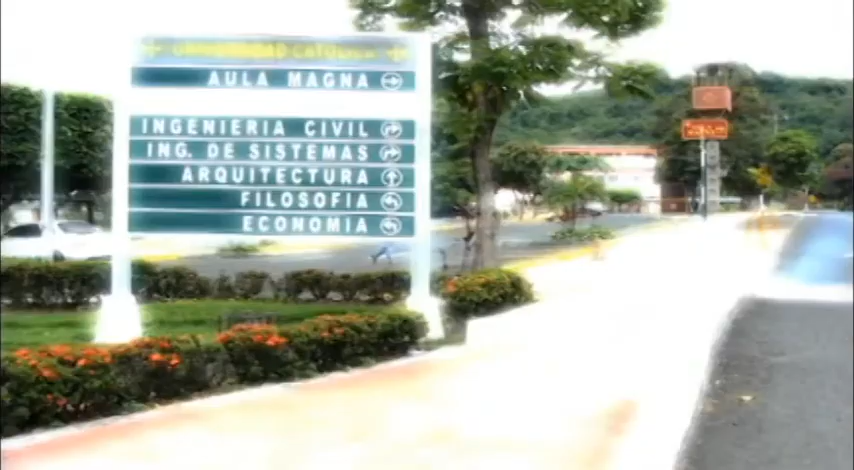 UNIVERSIDAD CATOLICA
AULA MAGNA
INGENIERIA CIVIL
ING. DE SISTEMAS
ARQUITECTURA
FILOSOFIA
ECONOMIA